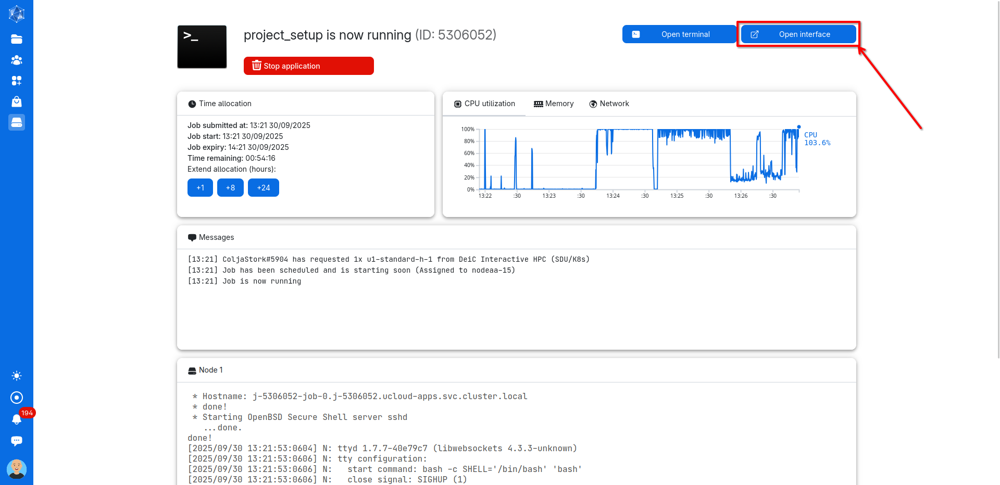 >_
project_setup is now running (ID: 5306052)
Open terminal
Open interface
Stop application
Time allocation
Job submitted at: 13:21 30/09/2025
Job start: 13:21 30/09/2025
Job expiry: 14:21 30/09/2025
Time remaining: 00:54:16
Extend allocation (hours):
+1 +8 +24
CPU utilization Memory Network
100%
80%
60%
40%
20%
0%
13:22 :30 13:23 :30 13:24 :30 13:25 :30 13:26 :30
CPU
103.6%
Messages
[13:21] ColjaStork#5904 has requested 1x u1-standard-h-1 from DeiC Interactive HPC (SDU/K8s)
[13:21] Job has been scheduled and is starting soon (Assigned to nodeaa-15)
[13:21] Job is now running
Node 1
* Hostname: j-5306052-job-0.j-5306052.ucloud-apps.svc.cluster.local
* done!
* Starting OpenBSD Secure Shell server sshd
...done.
done!
[2025/09/30 13:21:53:0604] N: ttyd 1.7.7-40e79c7 (libwebsockets 4.3.3-unknown)
[2025/09/30 13:21:53:0606] N: tty configuration:
[2025/09/30 13:21:53:0606] N:   start command: bash -c SHELL='/bin/bash' 'bash'
[2025/09/30 13:21:53:0606] N:   close signal: SIGHUP (1)
194